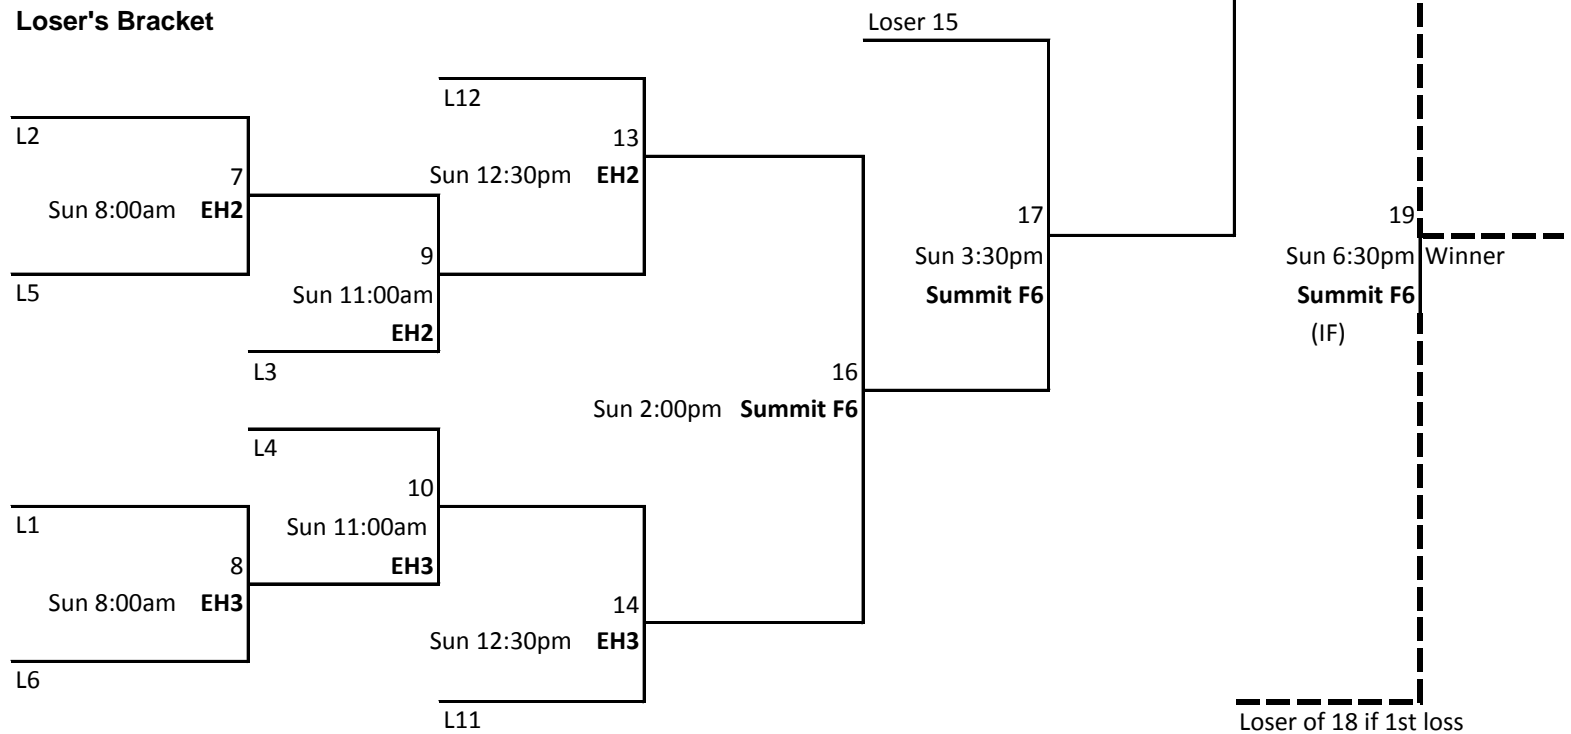 Loser's Bracket
Loser 15
L12
L2
13
Sun 12:30pm EH2
7
Sun 8:00am EH2
17
Sun 3:30pm
Summit F6
19
Sun 6:30pm Winner
Summit F6
(IF)
9
Sun 11:00am
EH2
L5
L3
16
Sun 2:00pm Summit F6
L4
10
Sun 11:00am
EH3
L1
8
Sun 8:00am EH3
14
Sun 12:30pm EH3
L6
L11
Loser of 18 if 1st loss